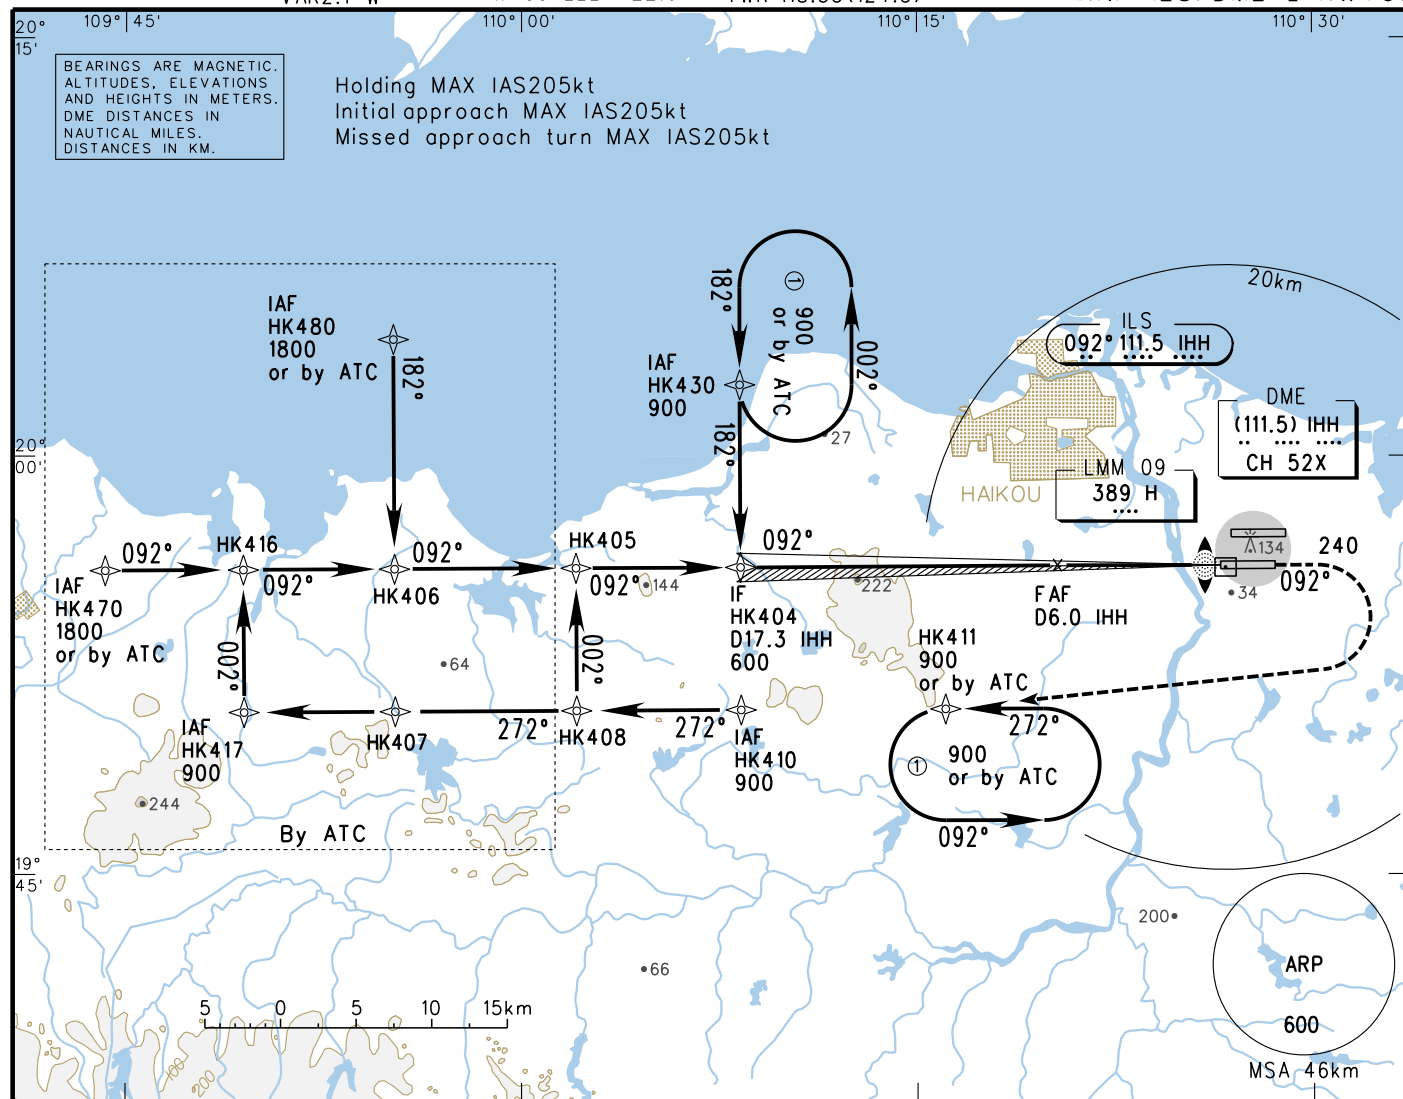 109°45'
110°00'
110°15'
110°30'
20°
15'
BEARINGS ARE MAGNETIC.
ALTITUDES, ELEVATIONS
AND HEIGHTS IN METERS.
DME DISTANCES IN
NAUTICAL MILES.
DISTANCES IN KM.
Holding MAX IAS205kt
Initial approach MAX IAS205kt
Missed approach turn MAX IAS205kt
IAF
HK480
1800
or by ATC
182°
182°
①
900
or by ATC
002°
IAF
HK430
900
182°
27
20km
ILS
092° 111.5 IHH
DME
(111.5) IHH
CH 52X
LMM 09
389 H
HAIKOU
20°
00'
134
240
092°
34
092°
HK416
092°
IAF
HK470
1800
or by ATC
092°
HK406
092°
HK405
092°
144
092°
IF
HK404
D17.3 IHH
600
222
X
FAF
D6.0 IHH
HK411
900
or by ATC
002°
64
002°
IAF
HK417
900
HK407
272°
HK408
272°
IAF
HK410
900
272°
①
900
or by ATC
092°
244
By ATC
19°
45'
200
66
5 0 5 10 15km
100
200
ARP
600
MSA 46km